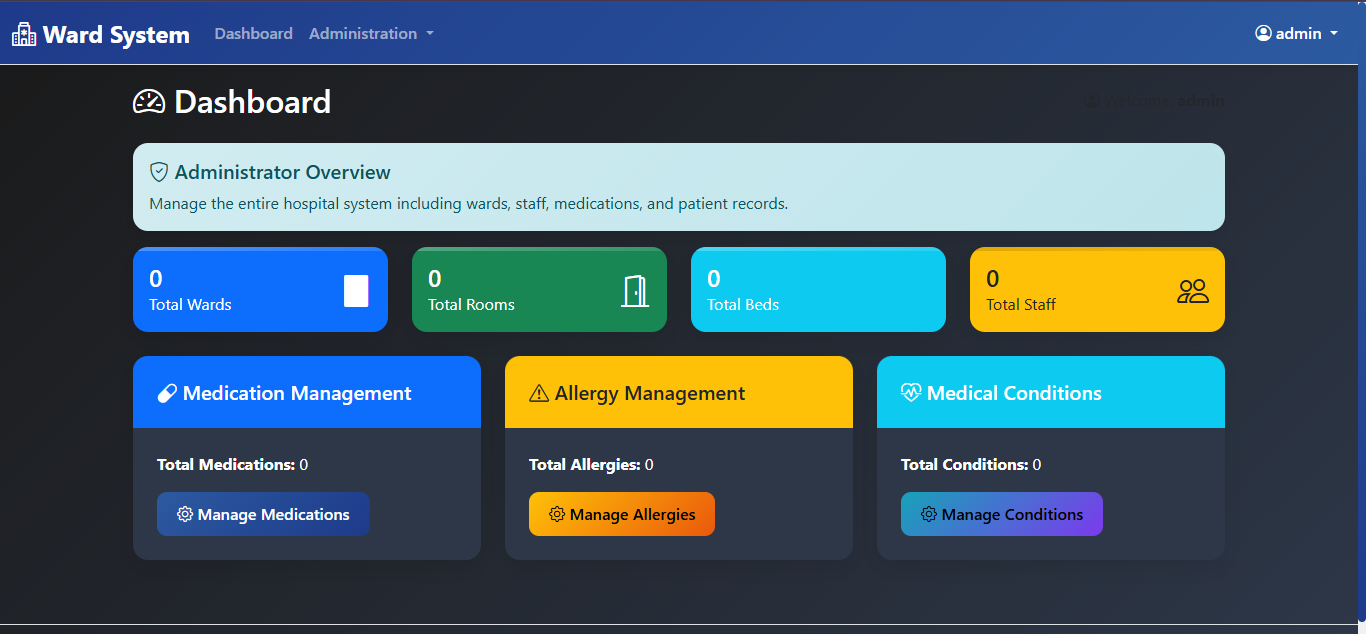 Ward System Dashboard Administration admin
Dashboard
Welcome, admin
Administrator Overview
Manage the entire hospital system including wards, staff, medications, and patient records.
0 0 0 0
Total Wards Total Rooms Total Beds Total Staff
Medication Management Allergy Management Medical Conditions
Total Medications: 0 Total Allergies: 0 Total Conditions: 0
Manage Medications Manage Allergies Manage Conditions